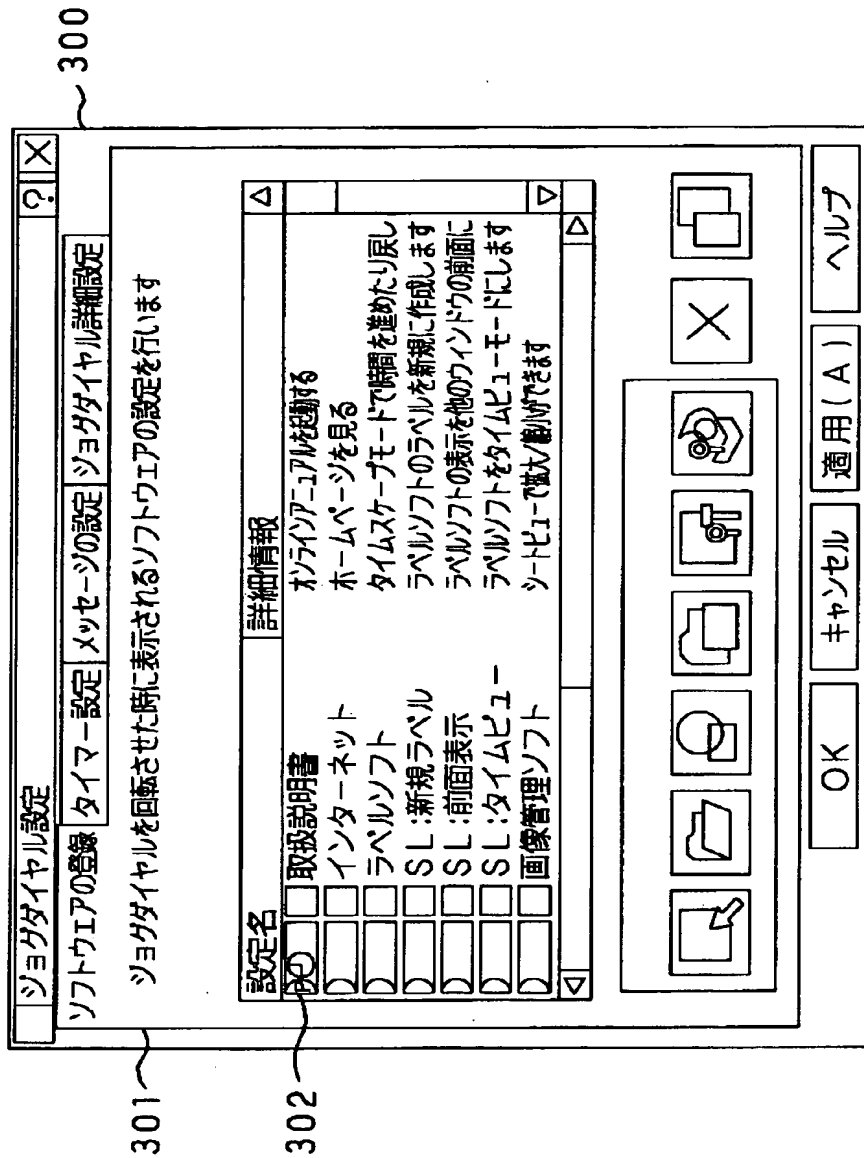 300
ジョグダイヤル設定 ? X
ソフトウェアの登録 タイマー設定 メッセージの設定 ジョグダイヤル詳細設定
301
ジョグダイヤルを回転させた時に表示されるソフトウェアの設定を行います
設定名 詳細情報
302
取扱説明書 オンラインアニュアルを起動する
インターネット ホームページを見る
ラベルソフト タイムスケープモードで時間を進めたり戻し
SL:新規ラベル ラベルソフトのラベルを新規に作成します
SL:前面表示 ラベルソフトの表示を他のウィンドウの前面に
SL:タイムビュー ラベルソフトをタイムビューモードにします
画像管理ソフト シートビューで拡大/縮小ができます
OK キャンセル 適用(A) ヘルプ